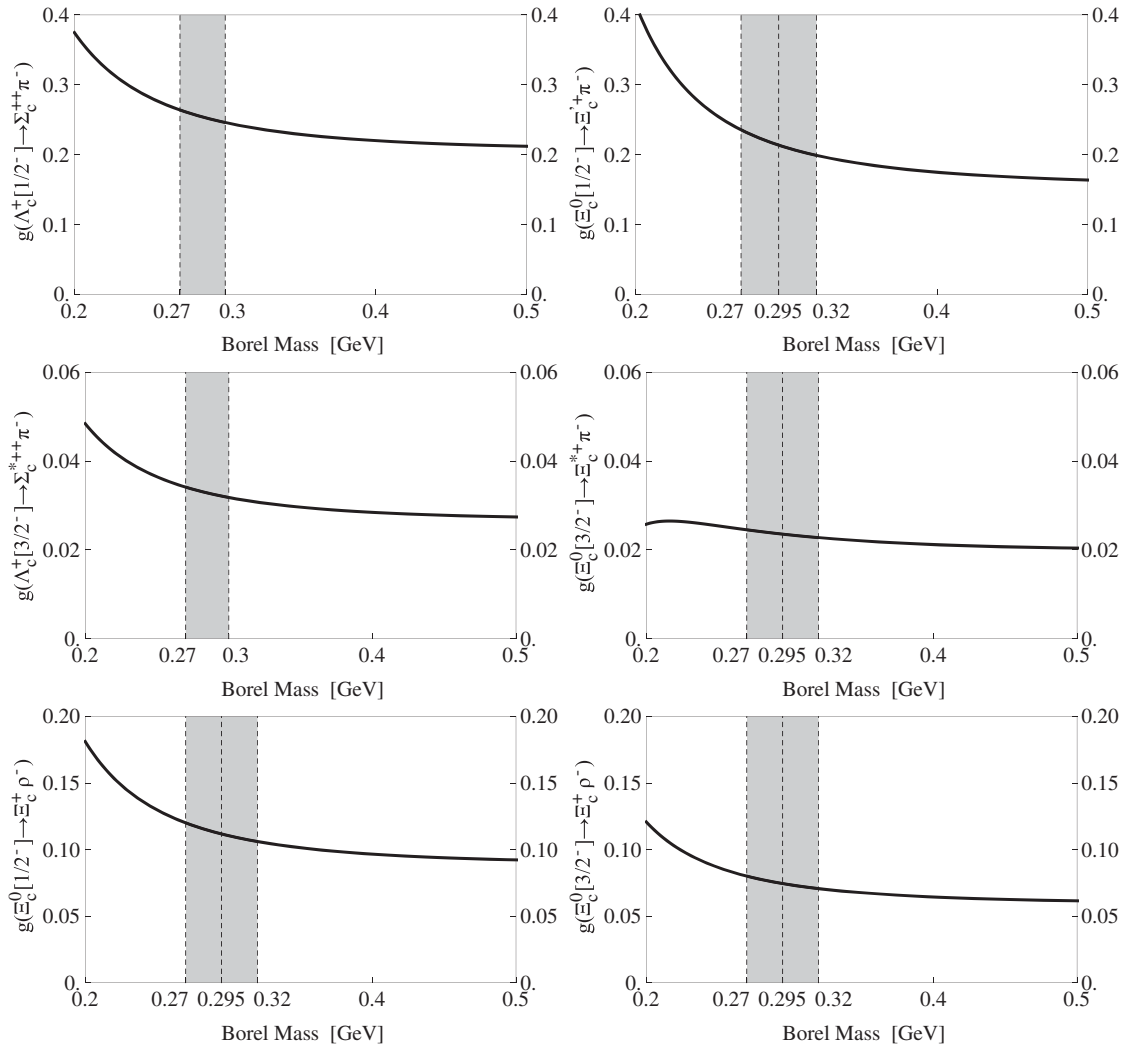 0.4 0.4
0.3 0.3
0.2 0.2
0.1 0.1
0. 0.
0.2 0.27 0.3 0.4 0.5
Borel Mass [GeV]
g(Λc+[1/2-]→Σc++π-)
0.4 0.4
0.3 0.3
0.2 0.2
0.1 0.1
0. 0.
0.2 0.27 0.295 0.32 0.4 0.5
Borel Mass [GeV]
g(Ξc0[1/2-]→Ξc'+π-)
0.06 0.06
0.04 0.04
0.02 0.02
0. 0.
0.2 0.27 0.3 0.4 0.5
Borel Mass [GeV]
g(Λc+[3/2-]→Σc*++π-)
0.06 0.06
0.04 0.04
0.02 0.02
0. 0.
0.2 0.27 0.295 0.32 0.4 0.5
Borel Mass [GeV]
g(Ξc0[3/2-]→Ξc*+π-)
0.20 0.20
0.15 0.15
0.10 0.10
0.05 0.05
0. 0.
0.2 0.27 0.295 0.32 0.4 0.5
Borel Mass [GeV]
g(Ξc0[1/2-]→Ξc+ρ-)
0.20 0.20
0.15 0.15
0.10 0.10
0.05 0.05
0. 0.
0.2 0.27 0.295 0.32 0.4 0.5
Borel Mass [GeV]
g(Ξc0[3/2-]→Ξc+ρ-)